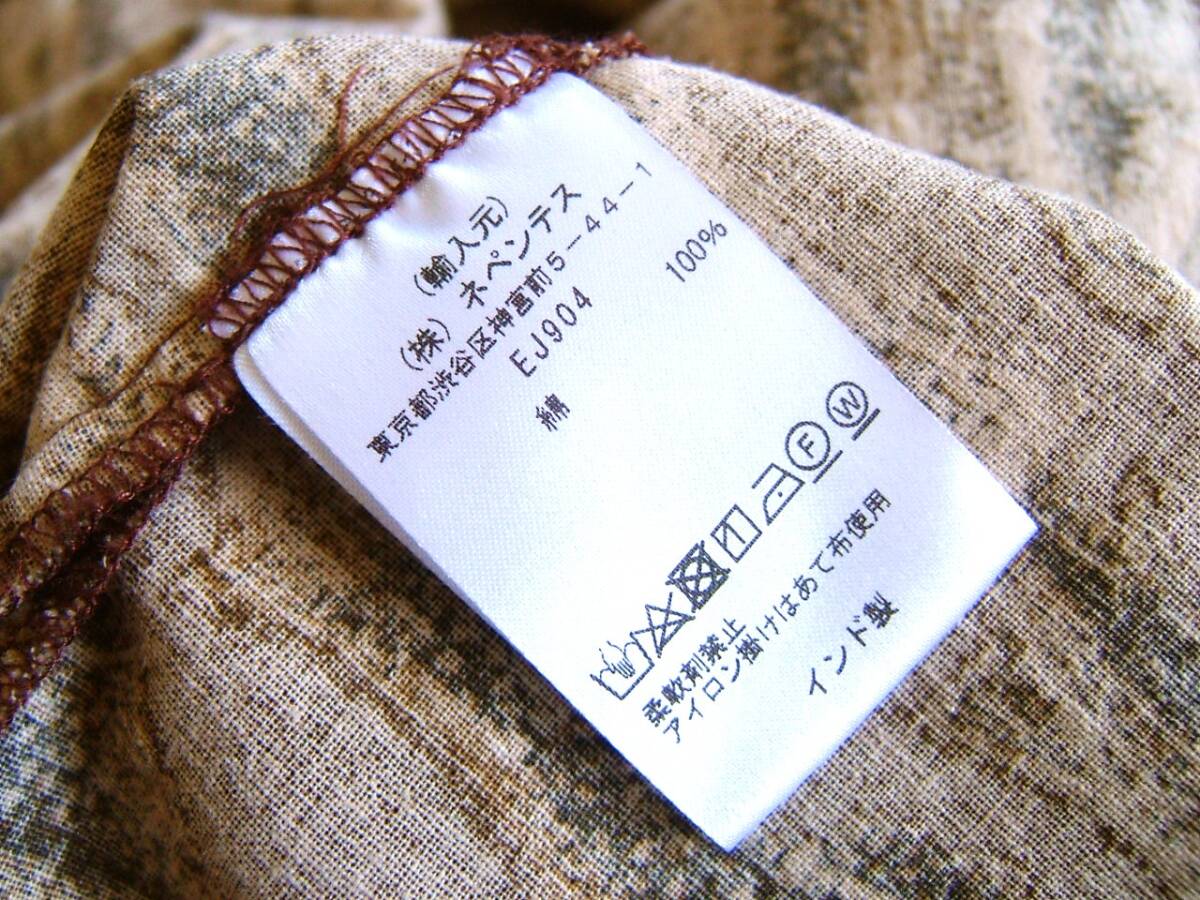 (輸入元)
(株) ネペンテス
東京都渋谷区神宮前5-44-1
EJ904
綿 100%
F W
柔軟剤禁止
アイロン掛けはあて布使用
インド製